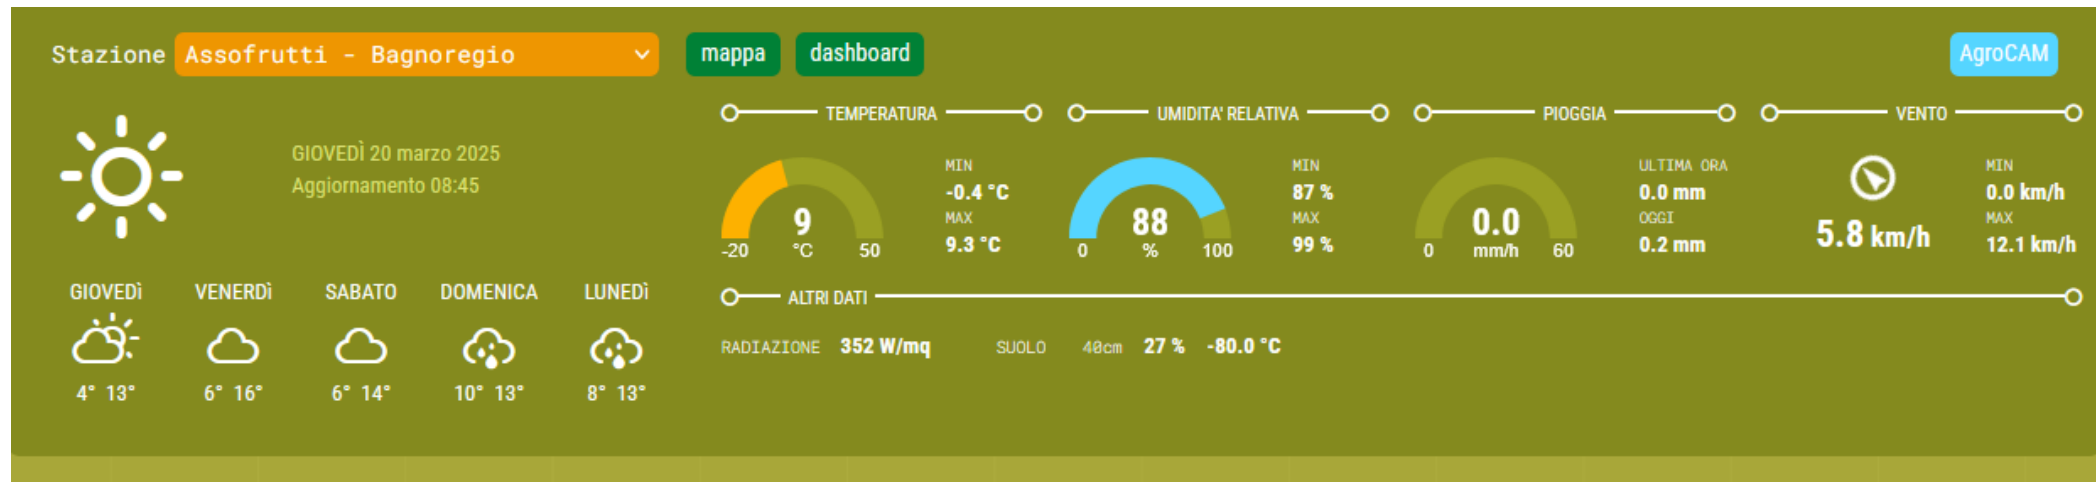 Stazione Assofrutti - Bagnoregio mappa dashboard AgroCAM
GIOVEDÌ 20 marzo 2025
Aggiornamento 08:45
GIOVEDì VENERDì SABATO DOMENICA LUNEDì
4° 13° 6° 16° 6° 14° 10° 13° 8° 13°
TEMPERATURA
9
-20 °C 50
MIN
-0.4 °C
MAX
9.3 °C
UMIDITA' RELATIVA
88
0 % 100
MIN
87 %
MAX
99 %
PIOGGIA
0.0
0 mm/h 60
ULTIMA ORA
0.0 mm
OGGI
0.2 mm
VENTO
5.8 km/h
MIN
0.0 km/h
MAX
12.1 km/h
ALTRI DATI
RADIAZIONE 352 W/mq SUOLO 40cm 27 % -80.0 °C